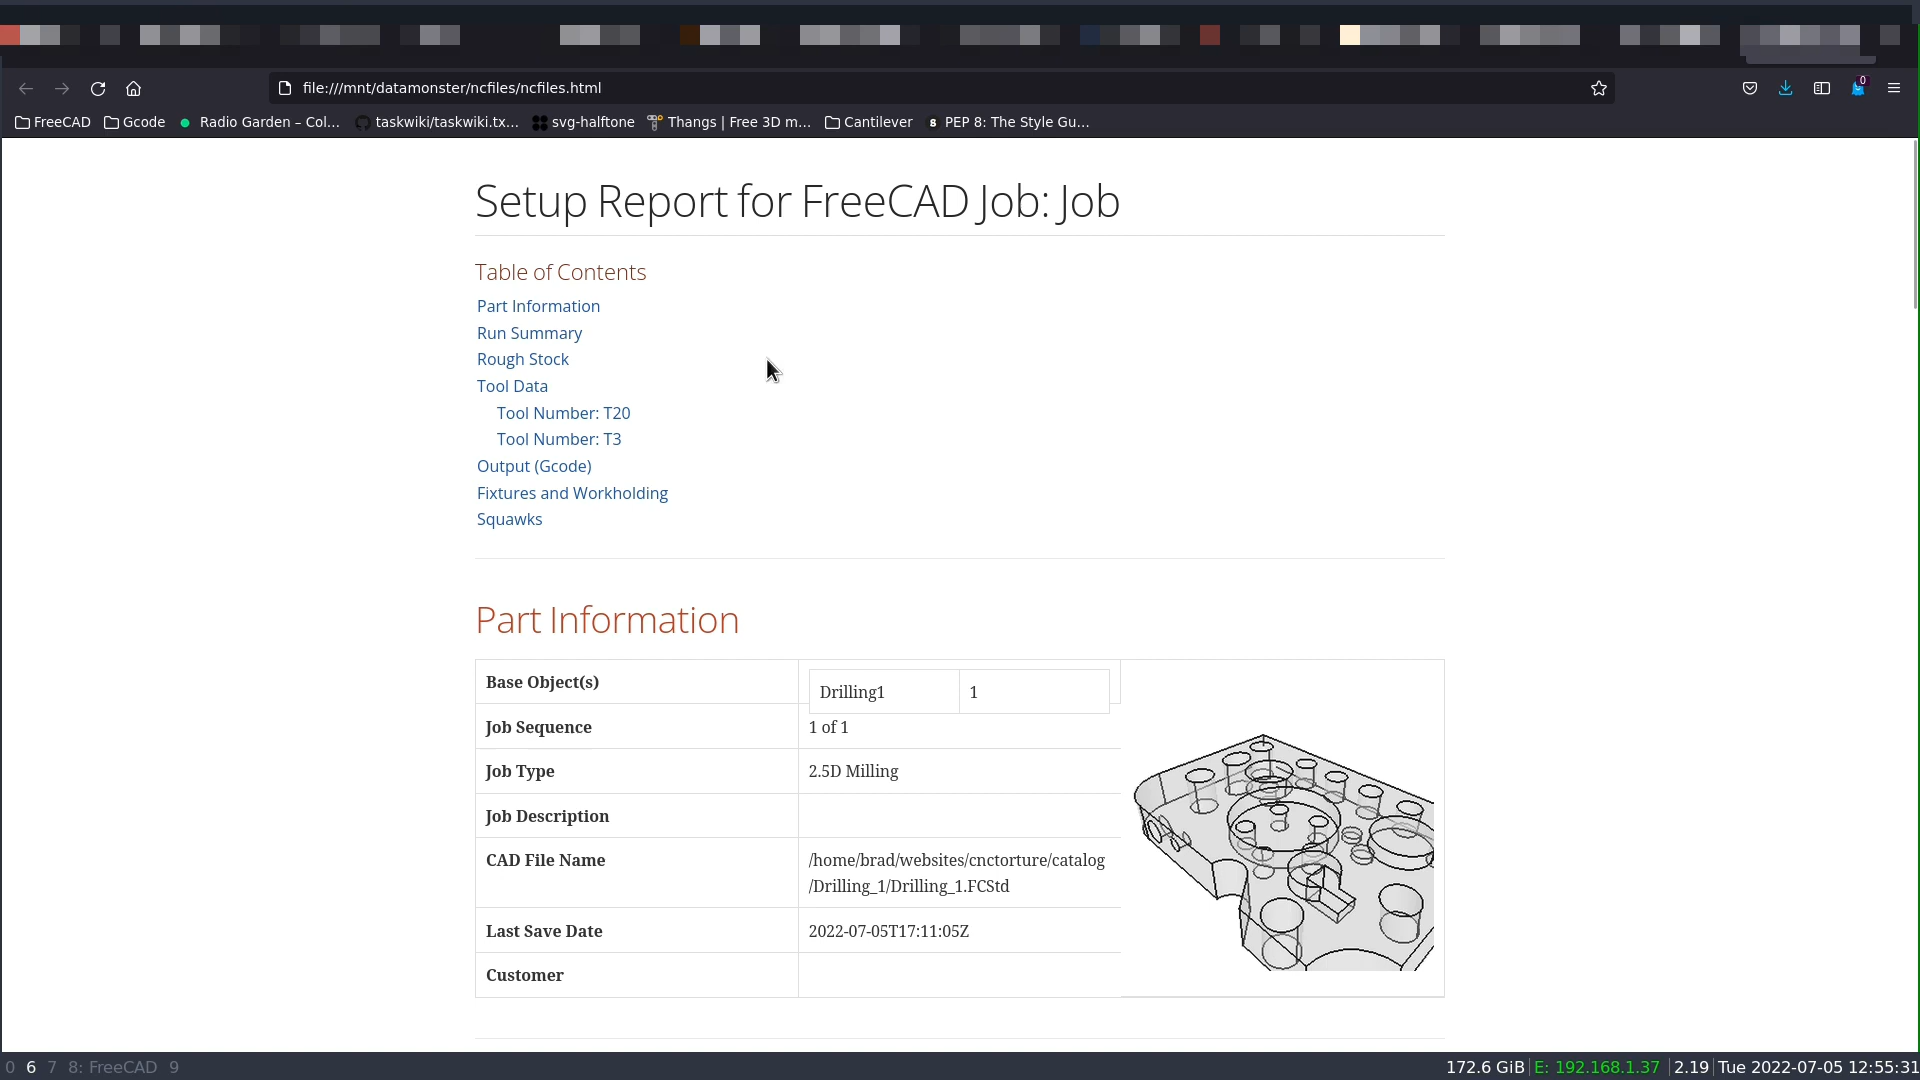 file:///mnt/datamonster/ncfiles/ncfiles.html
0
FreeCAD Gcode Radio Garden – Col... taskwiki/taskwiki.tx... svg-halftone Thangs | Free 3D m... Cantilever 8 PEP 8: The Style Gu...
Setup Report for FreeCAD Job: Job
Table of Contents
Part Information
Run Summary
Rough Stock
Tool Data
Tool Number: T20
Tool Number: T3
Output (Gcode)
Fixtures and Workholding
Squawks
Part Information
Base Object(s) Drilling1 1
Job Sequence 1 of 1
Job Type 2.5D Milling
Job Description
CAD File Name /home/brad/websites/cnctorture/catalog
/Drilling_1/Drilling_1.FCStd
Last Save Date 2022-07-05T17:11:05Z
Customer
0 6 7 8: FreeCAD 9 172.6 GiB E: 192.168.1.37 2.19 Tue 2022-07-05 12:55:31